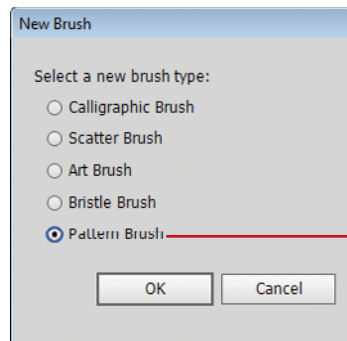 New Brush
Select a new brush type:
Calligraphic Brush
Scatter Brush
Art Brush
Bristle Brush
Pattern Brush
OK
Cancel